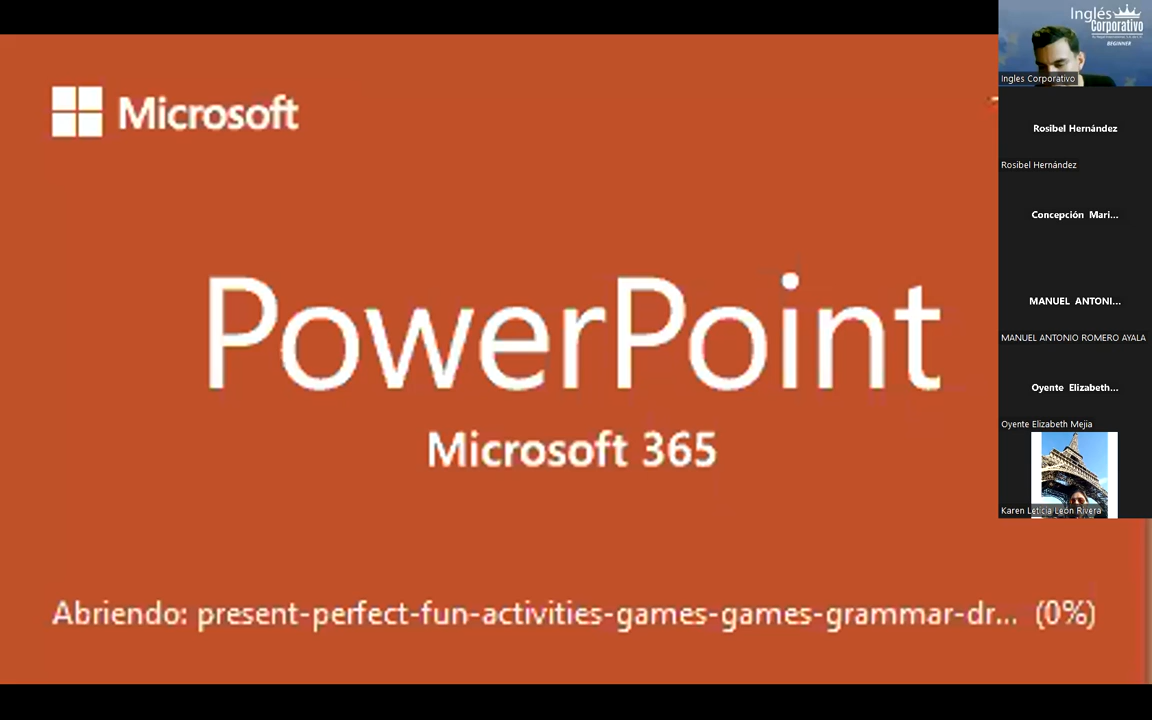 Microsoft
PowerPoint
Microsoft 365
Abriendo: present-perfect-fun-activities-games-games-grammar-dr... (0%)
Inglés
Corporativo
BEGINNER
Ingles Corporativo
Rosibel Hernández
Rosibel Hernández
Concepción Mari...
MANUEL ANTONI...
MANUEL ANTONIO ROMERO AYALA
Oyente Elizabeth...
Oyente Elizabeth Mejia
Karen Leticia León Rivera